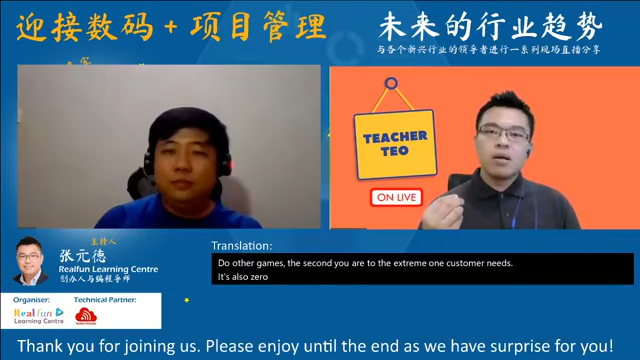 迎接数码 + 项目管理
未来的行业趋势
与各个新兴行业的领导者进行一系列现场直播分享
TEACHER
TEO
ON LIVE
主持人
张元德
Realfun Learning Centre
创办人与编程导师
Translation:
Do other games, the second you are to the extreme one customer needs.
It's also zero
Organiser:
Realfun
Learning Centre
Technical Partner:
Thank you for joining us. Please enjoy until the end as we have surprise for you!